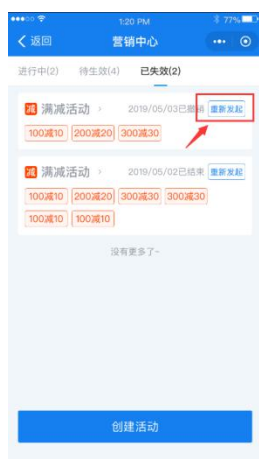 1:20 PM 77%
返回 营销中心
进行中(2) 待生效(4) 已失效(2)
减 满减活动 2019/05/03已撤销 重新发起
100减10 200减20 300减30
减 满减活动 2019/05/02已结束 重新发起
100减10 200减20 300减30 300减30
100减10 100减10
没有更多了~
创建活动